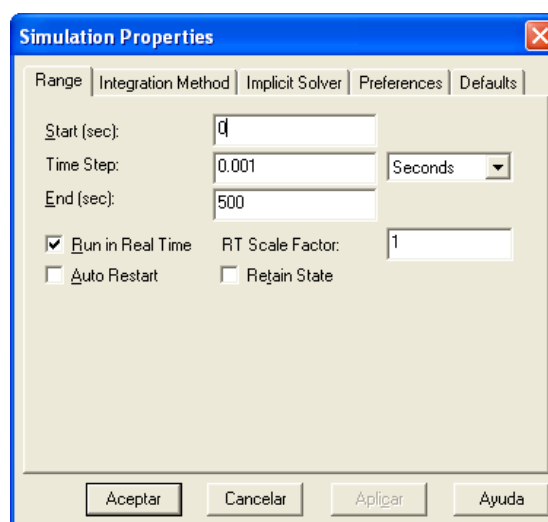 Simulation Properties
Range Integration Method Implicit Solver Preferences Defaults
Start (sec): 0
Time Step: 0.001 Seconds
End (sec): 500
Run in Real Time RT Scale Factor: 1
Auto Restart Retain State
Aceptar Cancelar Aplicar Ayuda